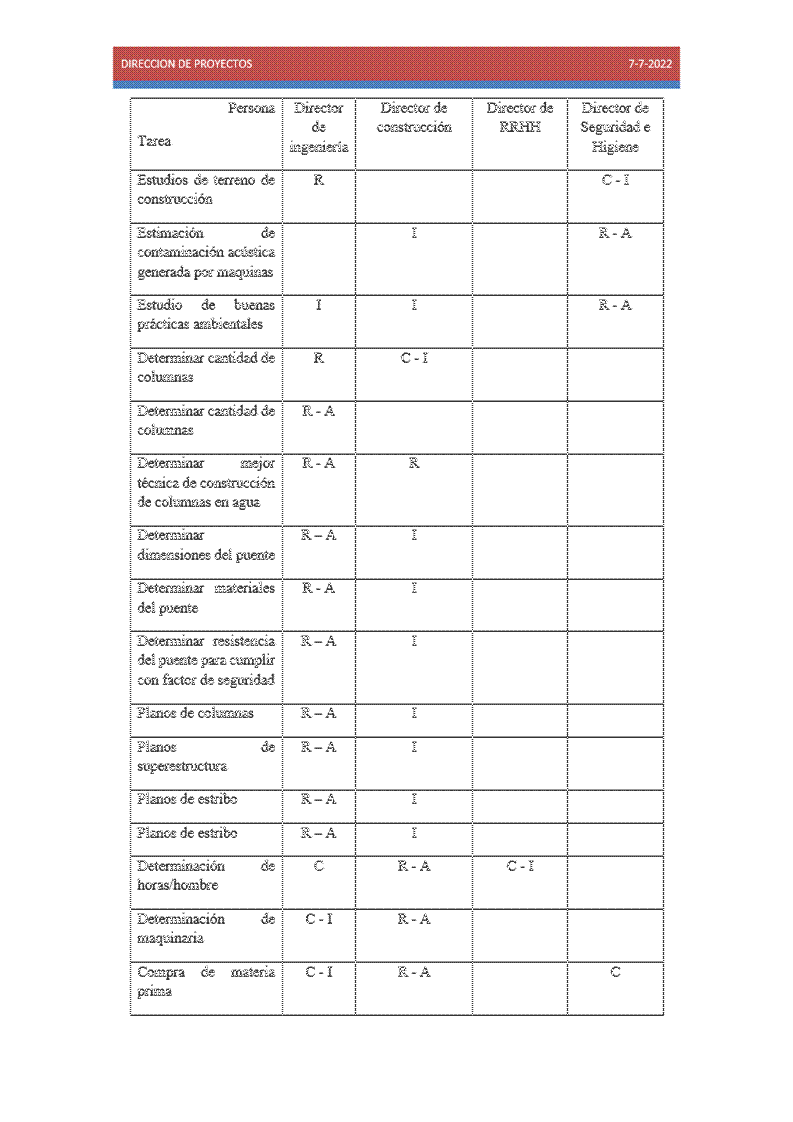 DIRECCION DE PROYECTOS 7-7-2022
Persona
Tarea
Director de ingeniería
Director de construcción
Director de RRHH
Director de Seguridad e Higiene
Estudios de terreno de construcción R C - I
Estimación de contaminación acústica generada por maquinas I R - A
Estudio de buenas prácticas ambientales I I R - A
Determinar cantidad de columnas R C - I
Determinar cantidad de columnas R - A
Determinar mejor técnica de construcción de columnas en agua R - A R
Determinar dimensiones del puente R – A I
Determinar materiales del puente R - A I
Determinar resistencia del puente para cumplir con factor de seguridad R – A I
Planos de columnas R – A I
Planos de superestructura R – A I
Planos de estribo R – A I
Planos de estribo R – A I
Determinación de horas/hombre C R - A C - I
Determinación de maquinaria C - I R - A
Compra de materia prima C - I R - A C